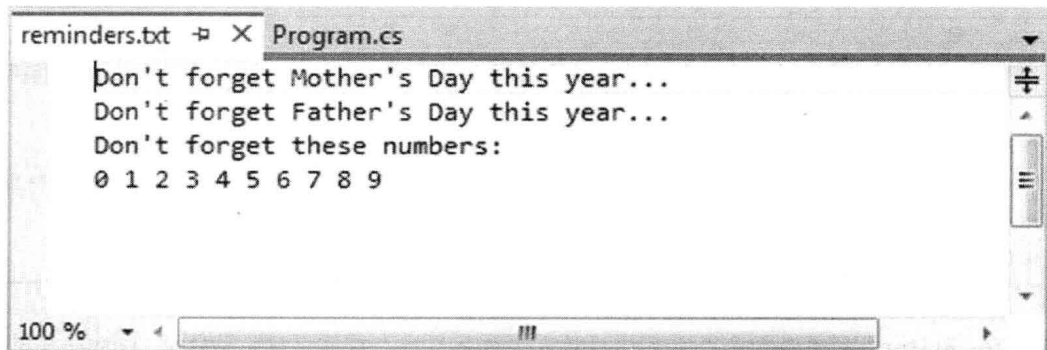 reminders.txt Program.cs
Don't forget Mother's Day this year...
Don't forget Father's Day this year...
Don't forget these numbers:
0 1 2 3 4 5 6 7 8 9
100 %